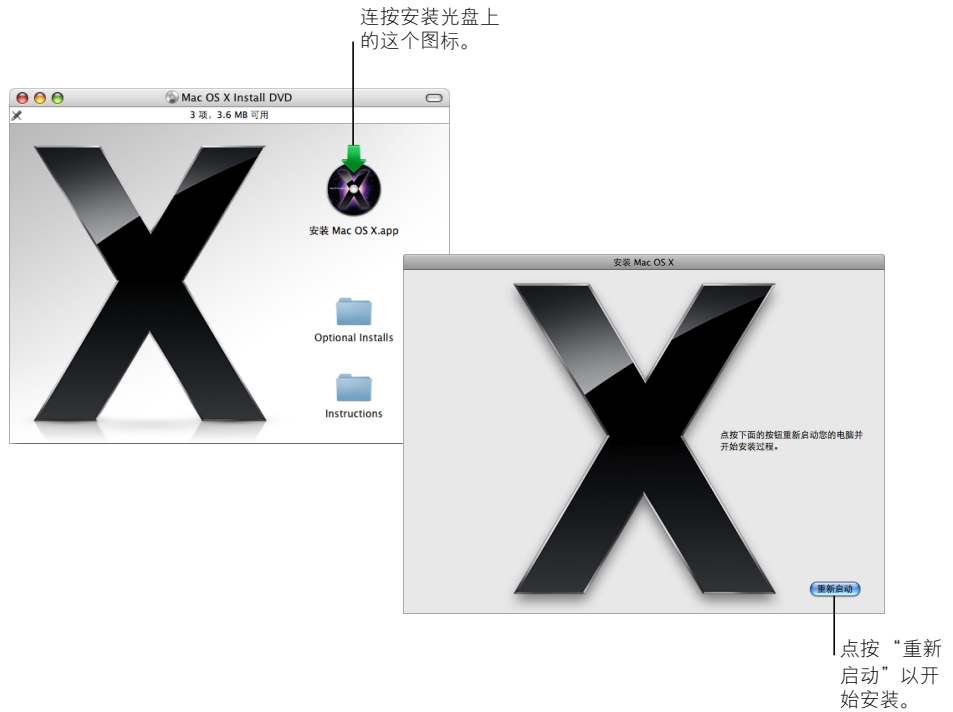 连按安装光盘上
的这个图标。
Mac OS X Install DVD
3 项，3.6 MB 可用
安装 Mac OS X.app
Optional Installs
Instructions
安装 Mac OS X
点按下面的按钮重新启动您的电脑并
开始安装过程。
重新启动
点按“重新
启动”以开
始安装。